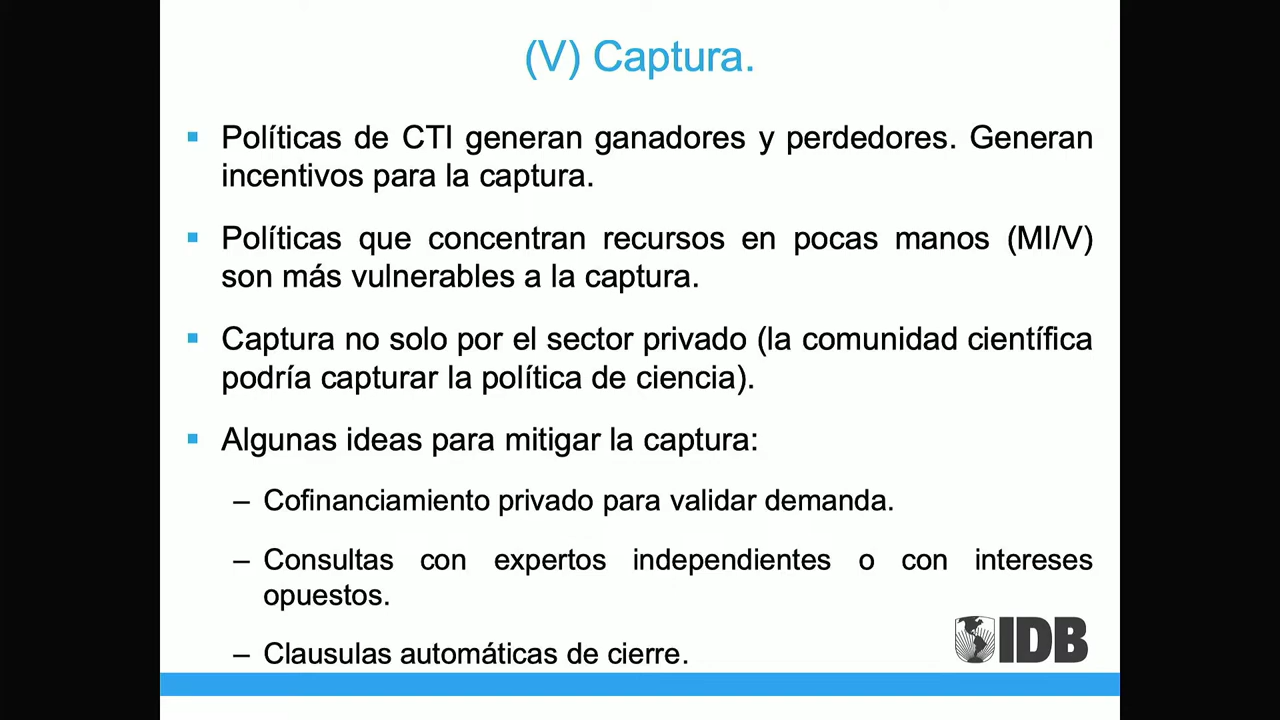 (V) Captura.
Políticas de CTI generan ganadores y perdedores. Generan
incentivos para la captura.
Políticas que concentran recursos en pocas manos (MI/V)
son más vulnerables a la captura.
Captura no solo por el sector privado (la comunidad científica
podría capturar la política de ciencia).
Algunas ideas para mitigar la captura:
– Cofinanciamiento privado para validar demanda.
– Consultas con expertos independientes o con intereses
opuestos.
– Clausulas automáticas de cierre.
IDB